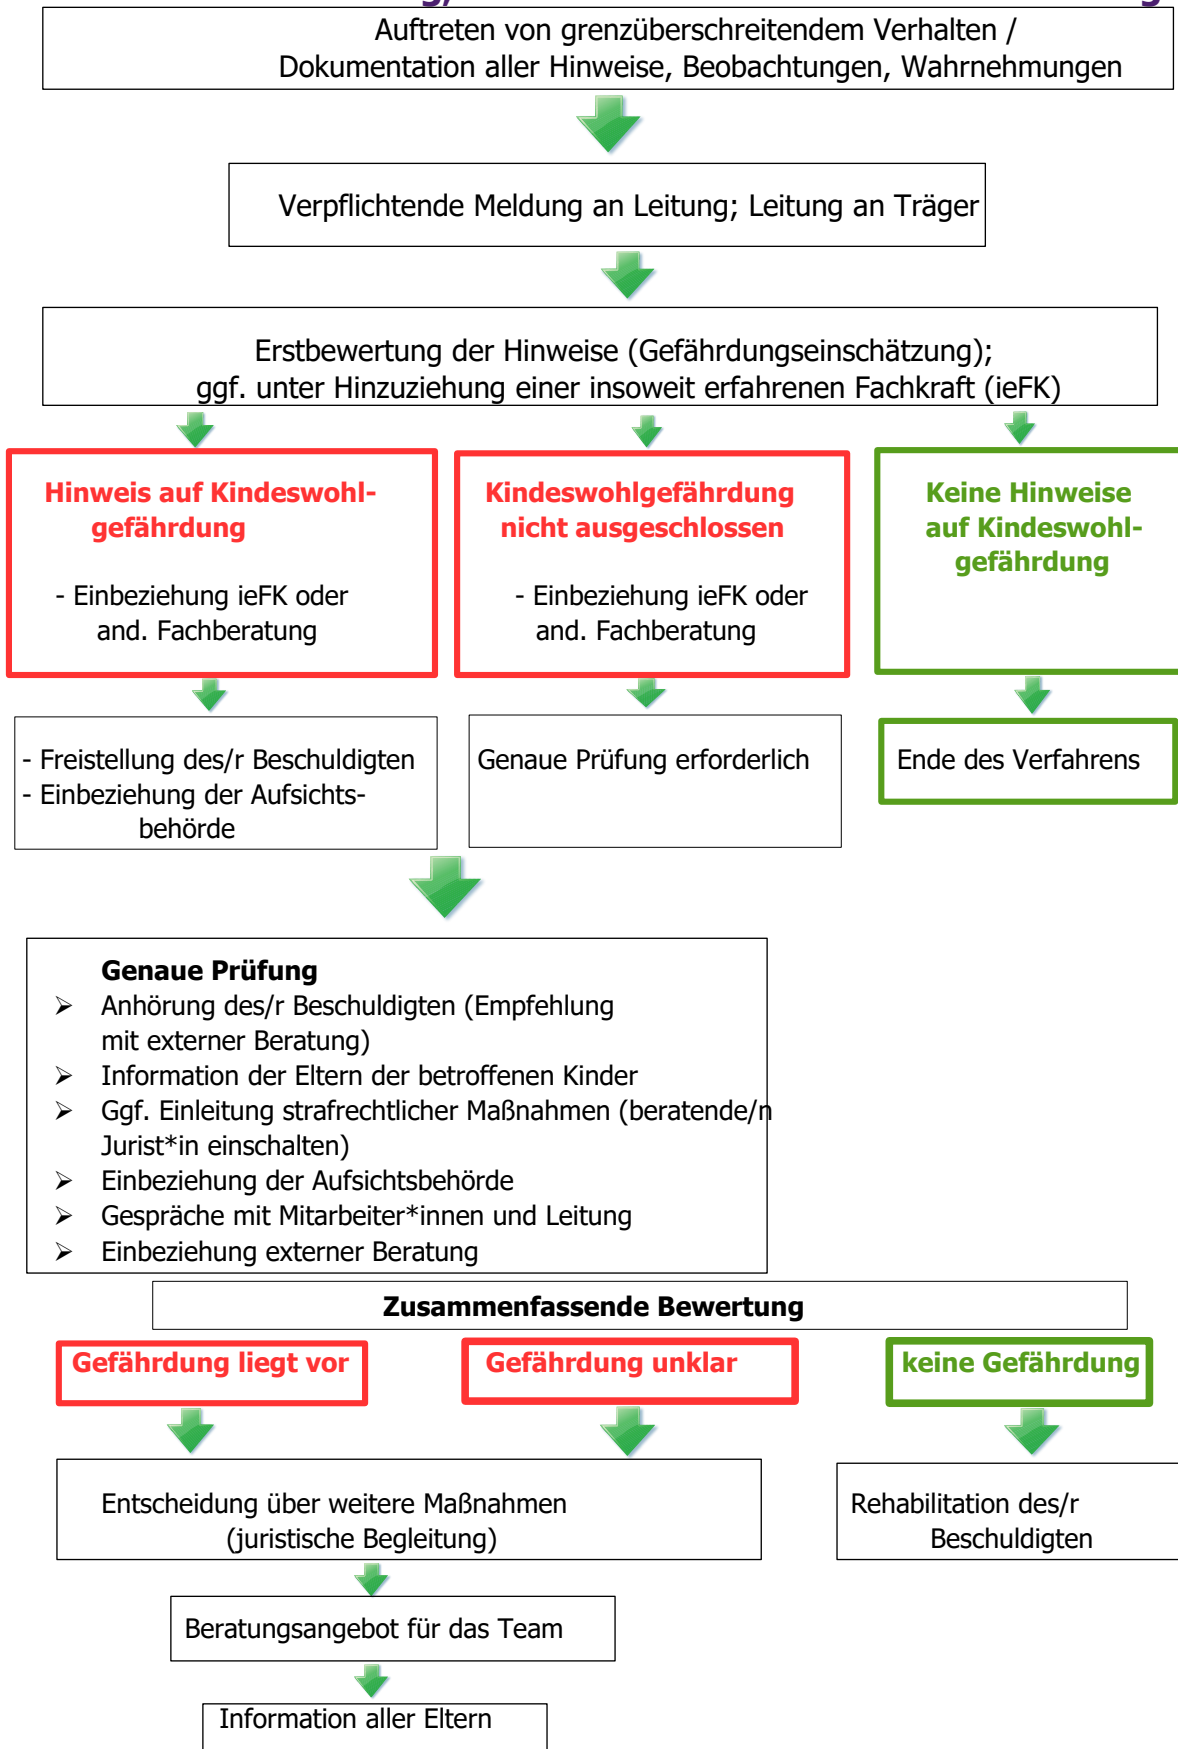 Auftreten von grenzüberschreitendem Verhalten /
Dokumentation aller Hinweise, Beobachtungen, Wahrnehmungen
Verpflichtende Meldung an Leitung; Leitung an Träger
Erstbewertung der Hinweise (Gefährdungseinschätzung);
ggf. unter Hinzuziehung einer insoweit erfahrenen Fachkraft (ieFK)
Hinweis auf Kindeswohl-
gefährdung
- Einbeziehung ieFK oder
and. Fachberatung
Kindeswohlgefährdung
nicht ausgeschlossen
- Einbeziehung ieFK oder
and. Fachberatung
Keine Hinweise
auf Kindeswohl-
gefährdung
- Freistellung des/r Beschuldigten
- Einbeziehung der Aufsichts-
behörde
Genaue Prüfung erforderlich
Ende des Verfahrens
Genaue Prüfung
➢ Anhörung des/r Beschuldigten (Empfehlung
mit externer Beratung)
➢ Information der Eltern der betroffenen Kinder
➢ Ggf. Einleitung strafrechtlicher Maßnahmen (beratende/n
Jurist*in einschalten)
➢ Einbeziehung der Aufsichtsbehörde
➢ Gespräche mit Mitarbeiter*innen und Leitung
➢ Einbeziehung externer Beratung
Zusammenfassende Bewertung
Gefährdung liegt vor
Gefährdung unklar
keine Gefährdung
Entscheidung über weitere Maßnahmen
(juristische Begleitung)
Rehabilitation des/r
Beschuldigten
Beratungsangebot für das Team
Information aller Eltern